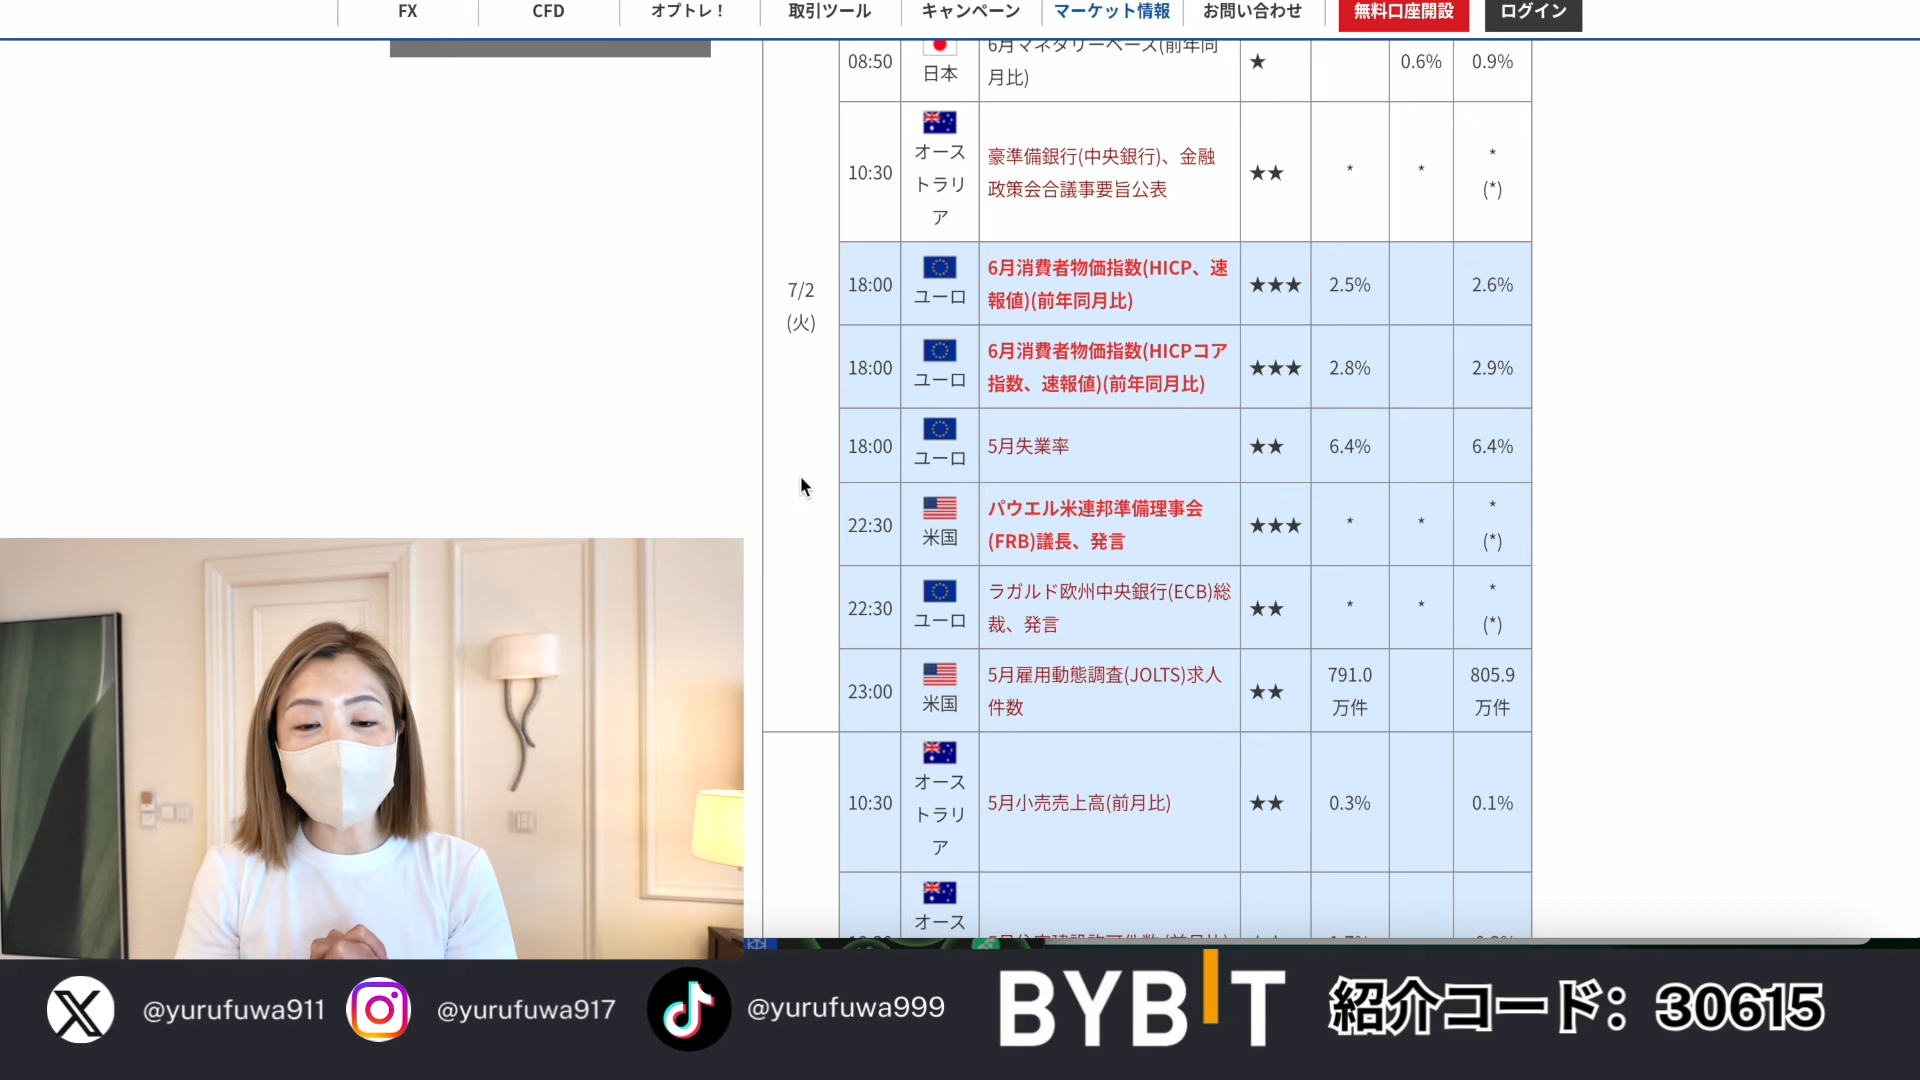 FX
CFD
オプトレ！
取引ツール
キャンペーン
マーケット情報
お問い合わせ
無料口座開設
ログイン
08:50
日本
6月マネタリーベース(前年同
月比)
★
0.6%
0.9%
7/2
(火)
10:30
オース
トラリ
ア
豪準備銀行(中央銀行)、金融
政策会合議事要旨公表
★★
*
*
*
(*)
18:00
ユーロ
6月消費者物価指数(HICP、速
報値)(前年同月比)
★★★
2.5%
2.6%
18:00
ユーロ
6月消費者物価指数(HICPコア
指数、速報値)(前年同月比)
★★★
2.8%
2.9%
18:00
ユーロ
5月失業率
★★
6.4%
6.4%
22:30
米国
パウエル米連邦準備理事会
(FRB)議長、発言
★★★
*
*
*
(*)
22:30
ユーロ
ラガルド欧州中央銀行(ECB)総
裁、発言
★★
*
*
*
(*)
23:00
米国
5月雇用動態調査(JOLTS)求人
件数
★★
791.0
万件
805.9
万件
10:30
オース
トラリ
ア
5月小売売上高(前月比)
★★
0.3%
0.1%
オース
@yurufuwa911
@yurufuwa917
@yurufuwa999
BYBIT
紹介コード：30615